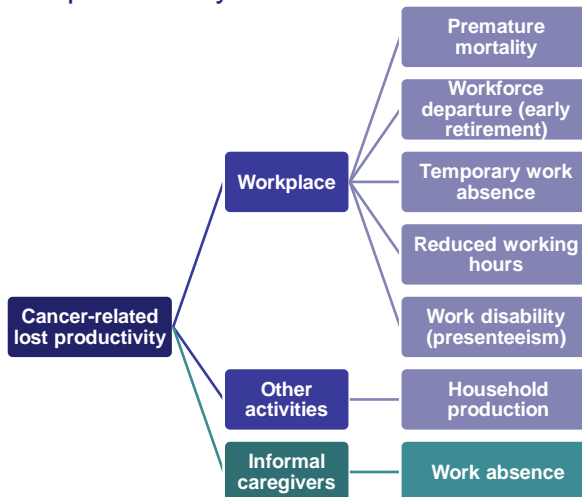 Premature
mortality
Workforce
departure (early
retirement)
Workplace
Temporary work
absence
Reduced working
hours
Cancer-related
lost productivity
Work disability
(presenteeism)
Other
activities
Household
production
Informal
caregivers
Work absence